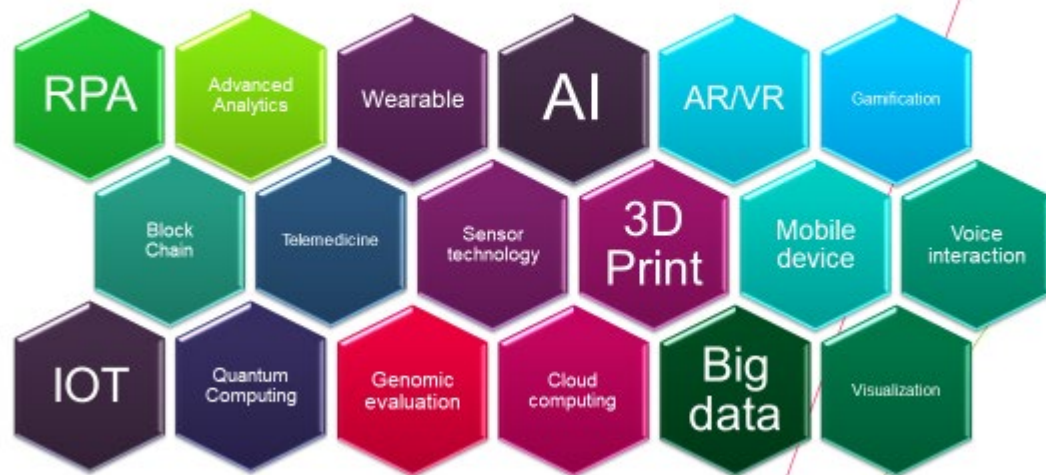 RPA
Advanced
Analytics
Wearable
AI
AR/VR
Gamification
Block
Chain
Telemedicine
Sensor
technology
3D
Print
Mobile
device
Voice
interaction
IOT
Quantum
Computing
Genomic
evaluation
Cloud
computing
Big
data
Visualization